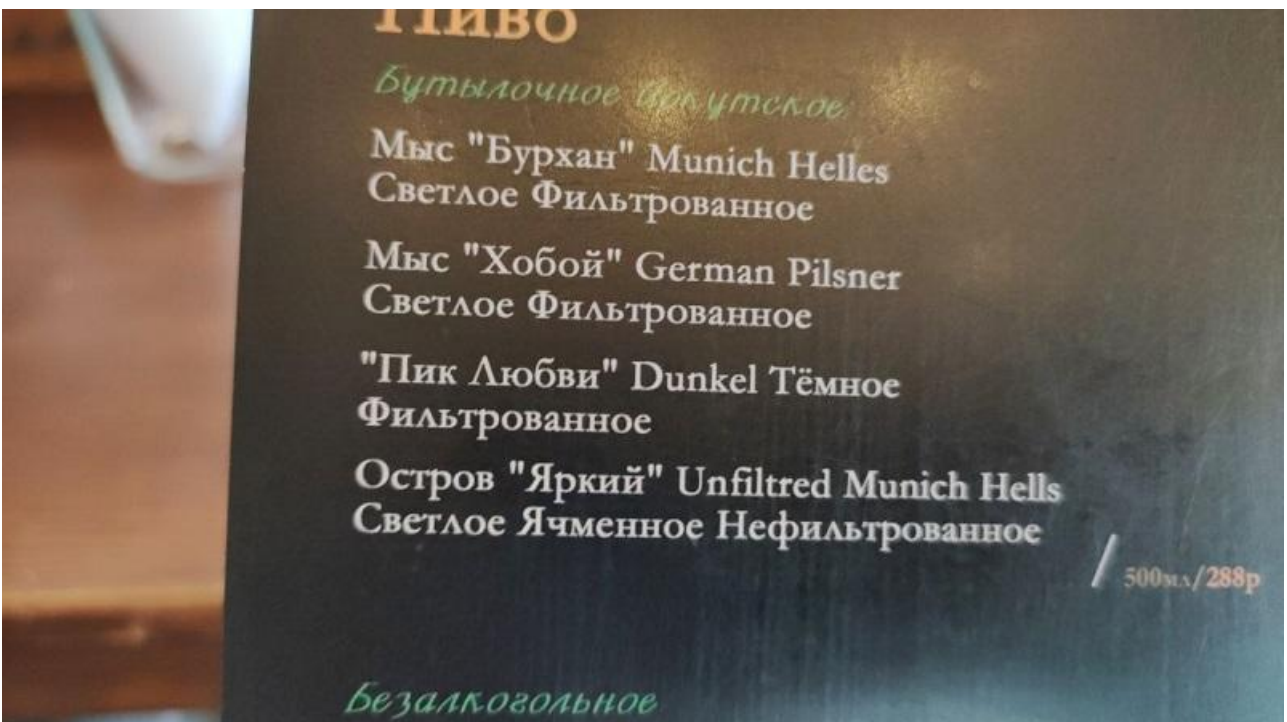 Пиво
Бутылочное Иркутское:
Мыс "Бурхан" Munich Helles
Светлое Фильтрованное
Мыс "Хобой" German Pilsner
Светлое Фильтрованное
"Пик Любви" Dunkel Тёмное
Фильтрованное
Остров "Яркий" Unfiltred Munich Hells
Светлое Ячменное Нефильтрованное
/ 500мл/288р
Безалкогольное